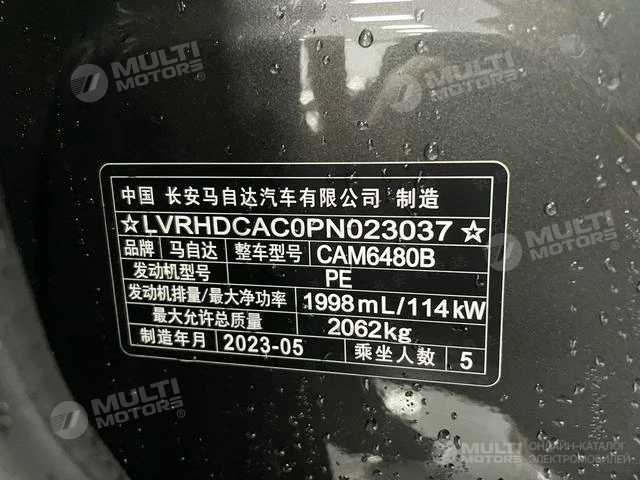 MULTI MOTORS®
MULTI MOTORS®
中国 长安马自达汽车有限公司 制造
☆LVRHDCAC0PN023037☆
品牌 马自达 整车型号 CAM6480B
发动机型号 PE
发动机排量/最大净功率 1998mL/114kW
最大允许总质量 2062kg
制造年月 2023-05 乘坐人数 5
MULTI MOTORS®
MULTI MOTORS®
MULTI MOTORS
ОНЛАЙН-КАТАЛОГ
ЭЛЕКТРОМОБИЛЕЙ